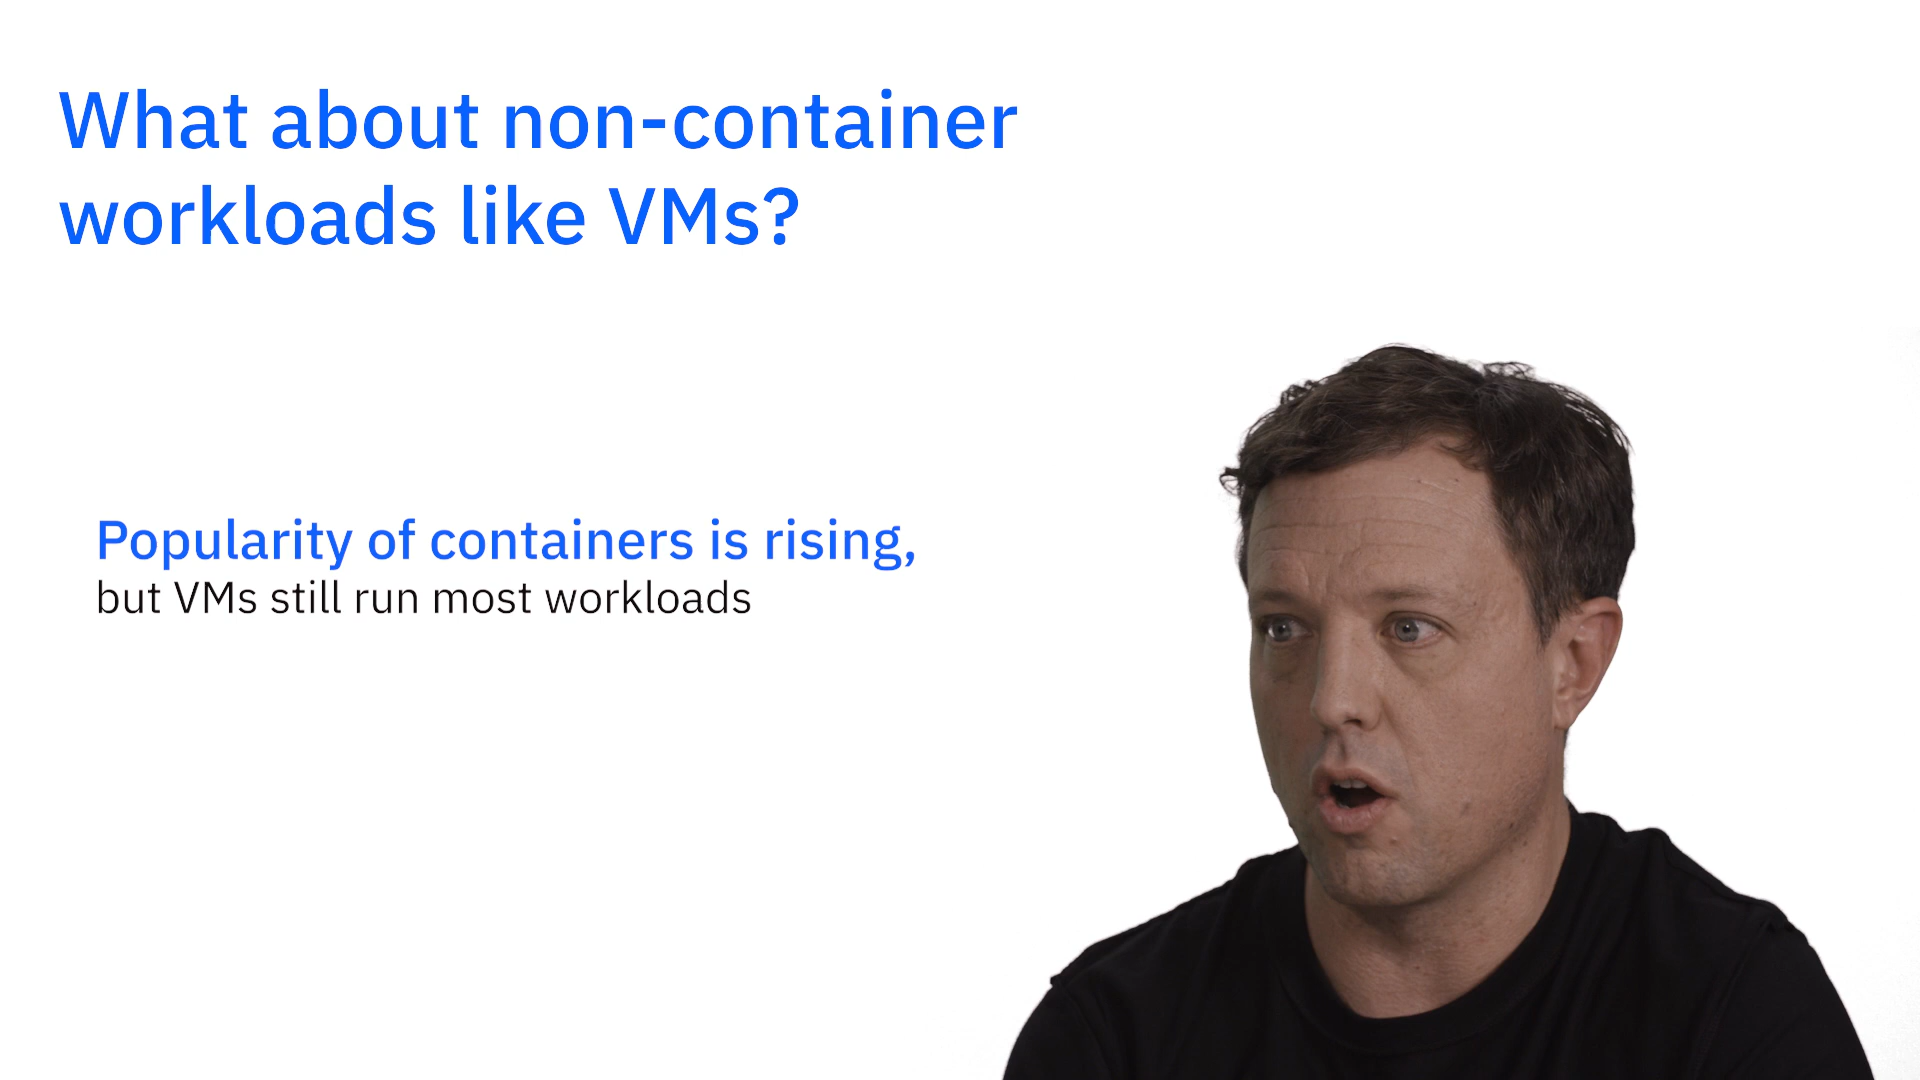 What about non-container
workloads like VMs?
Popularity of containers is rising,
but VMs still run most workloads